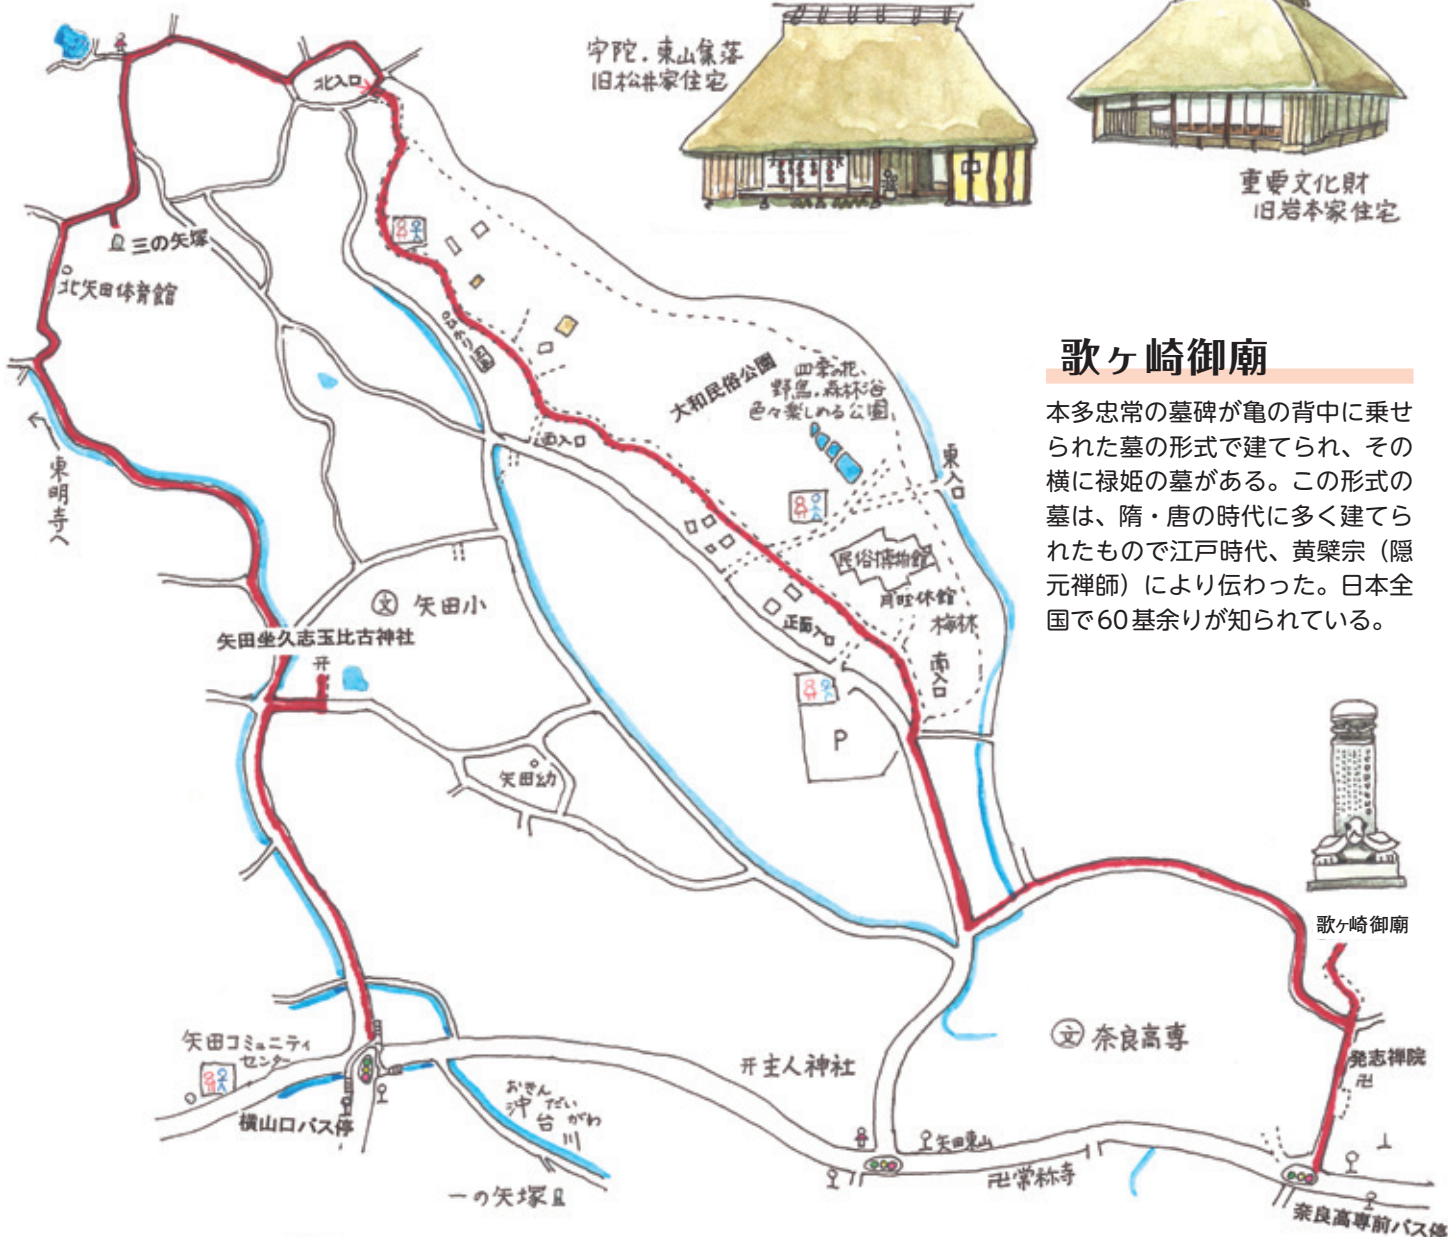 宇陀・東山集落
旧松井家住宅
重要文化財
旧岩本家住宅
北入口
三の矢塚
北矢田体育館
東明寺へ
大和民俗公園
四季の花、
野鳥・森林浴
色々楽しめる公園
西入口
東入口
民俗博物館
月旺休館
梅林
正面入口
南入口
P
文 矢田小
矢田坐久志玉比古神社
矢田幼
歌ヶ崎御廟
本多忠常の墓碑が亀の背中に乗せ
られた墓の形式で建てられ、その
横に禄姫の墓がある。この形式の
墓は、隋・唐の時代に多く建てら
れたもので江戸時代、黄檗宗（隠
元禅師）により伝わった。日本全
国で60基余りが知られている。
歌ヶ崎御廟
文 奈良高専
発志禅院
卍
矢田コミュニティ
センター
横山口バス停
おきんだいがわ
沖台川
一の矢塚
主人神社
矢田東山
卍常称寺
奈良高専前バス停